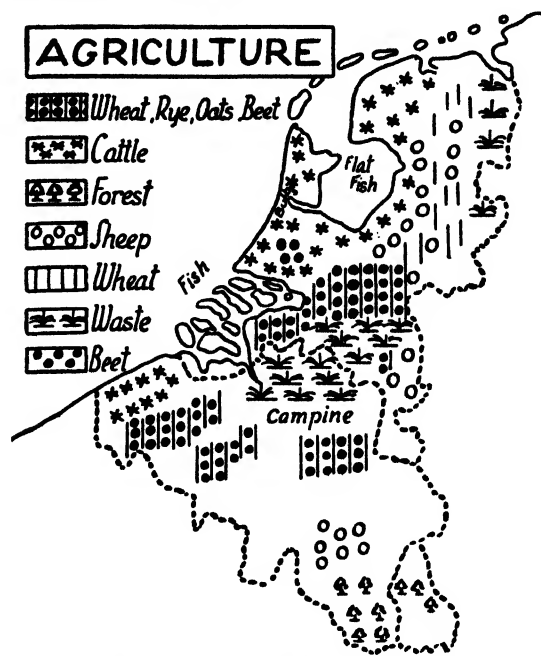 AGRICULTURE
Wheat, Rye, Oats Beet
Cattle
Forest
Sheep
Wheat
Waste
Beet
Flat
Fish
Fish
Campine